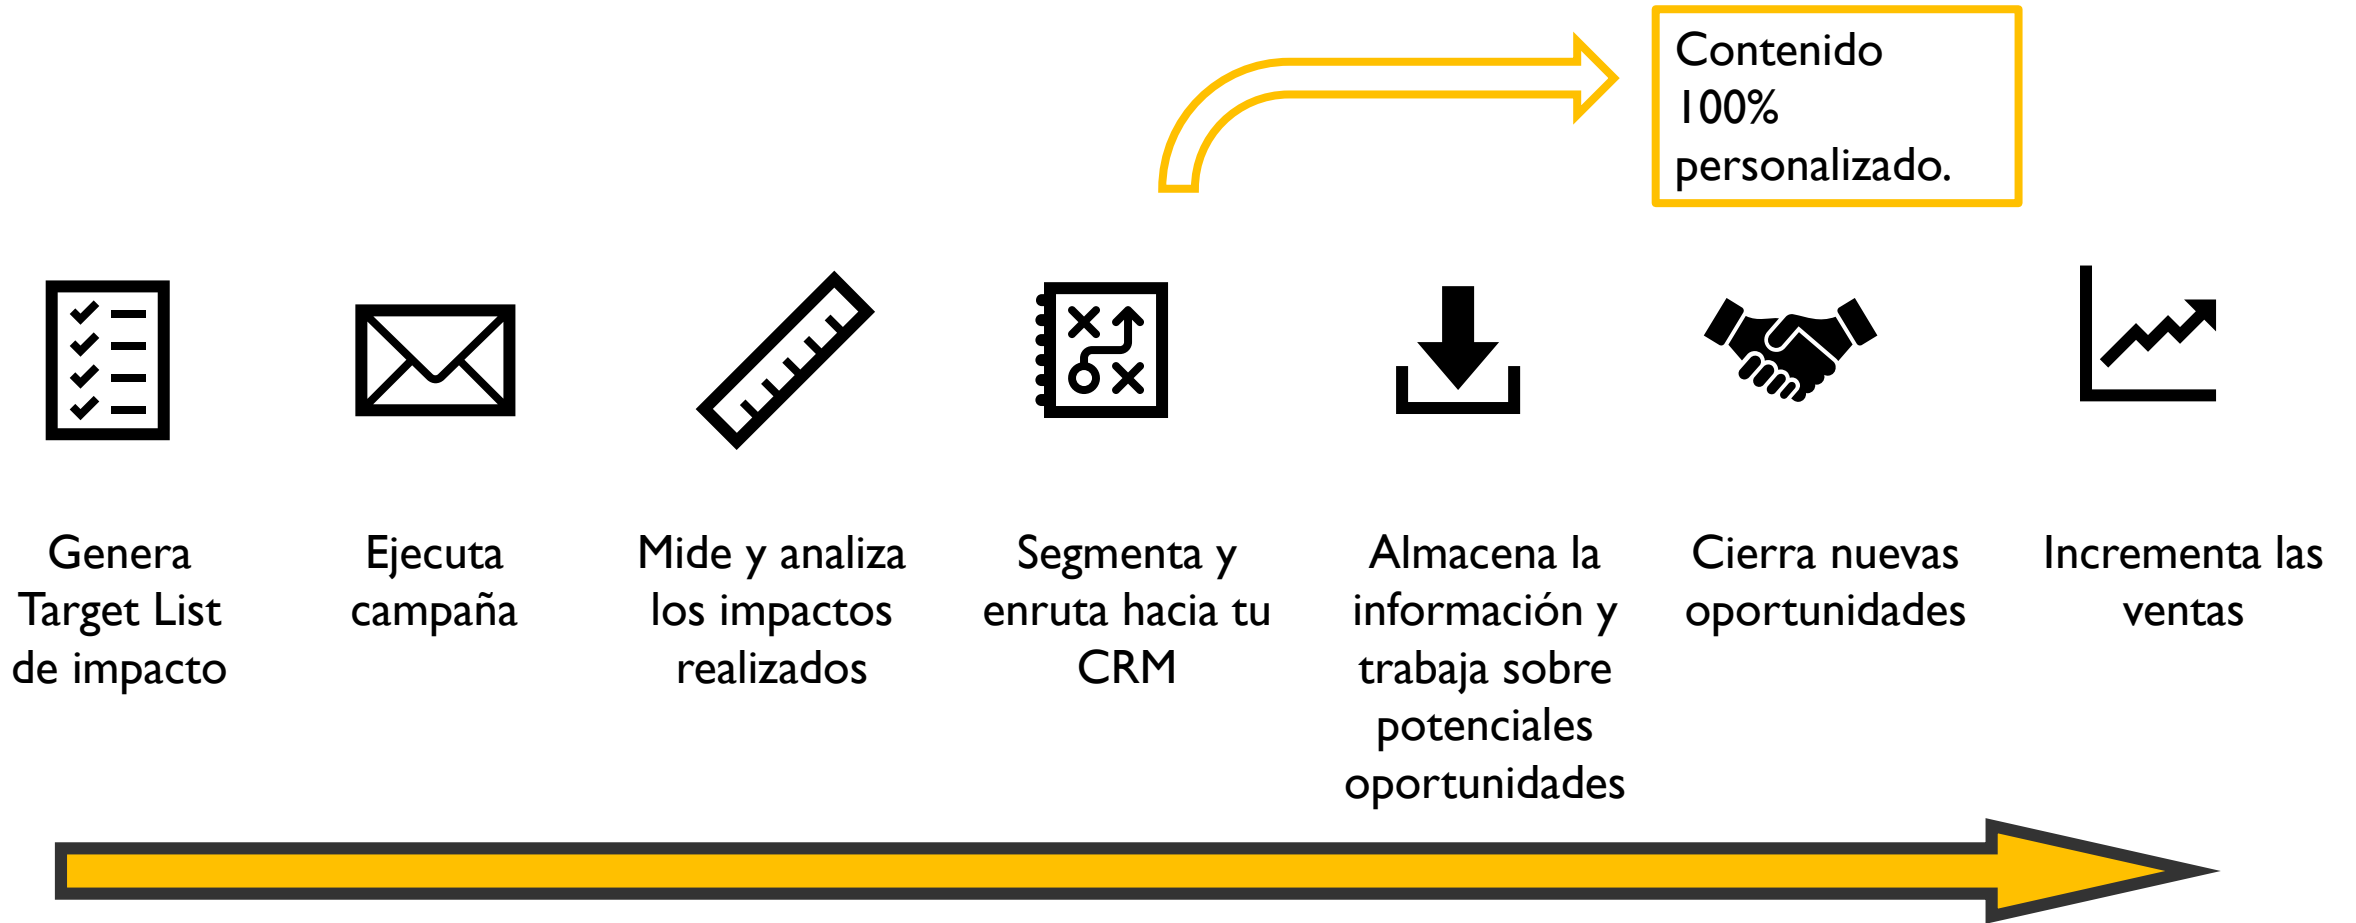 Contenido
100%
personalizado.
Genera
Target List
de impacto
Ejecuta
campaña
Mide y analiza
los impactos
realizados
Segmenta y
enruta hacia tu
CRM
Almacena la
información y
trabaja sobre
potenciales
oportunidades
Cierra nuevas
oportunidades
Incrementa las
ventas